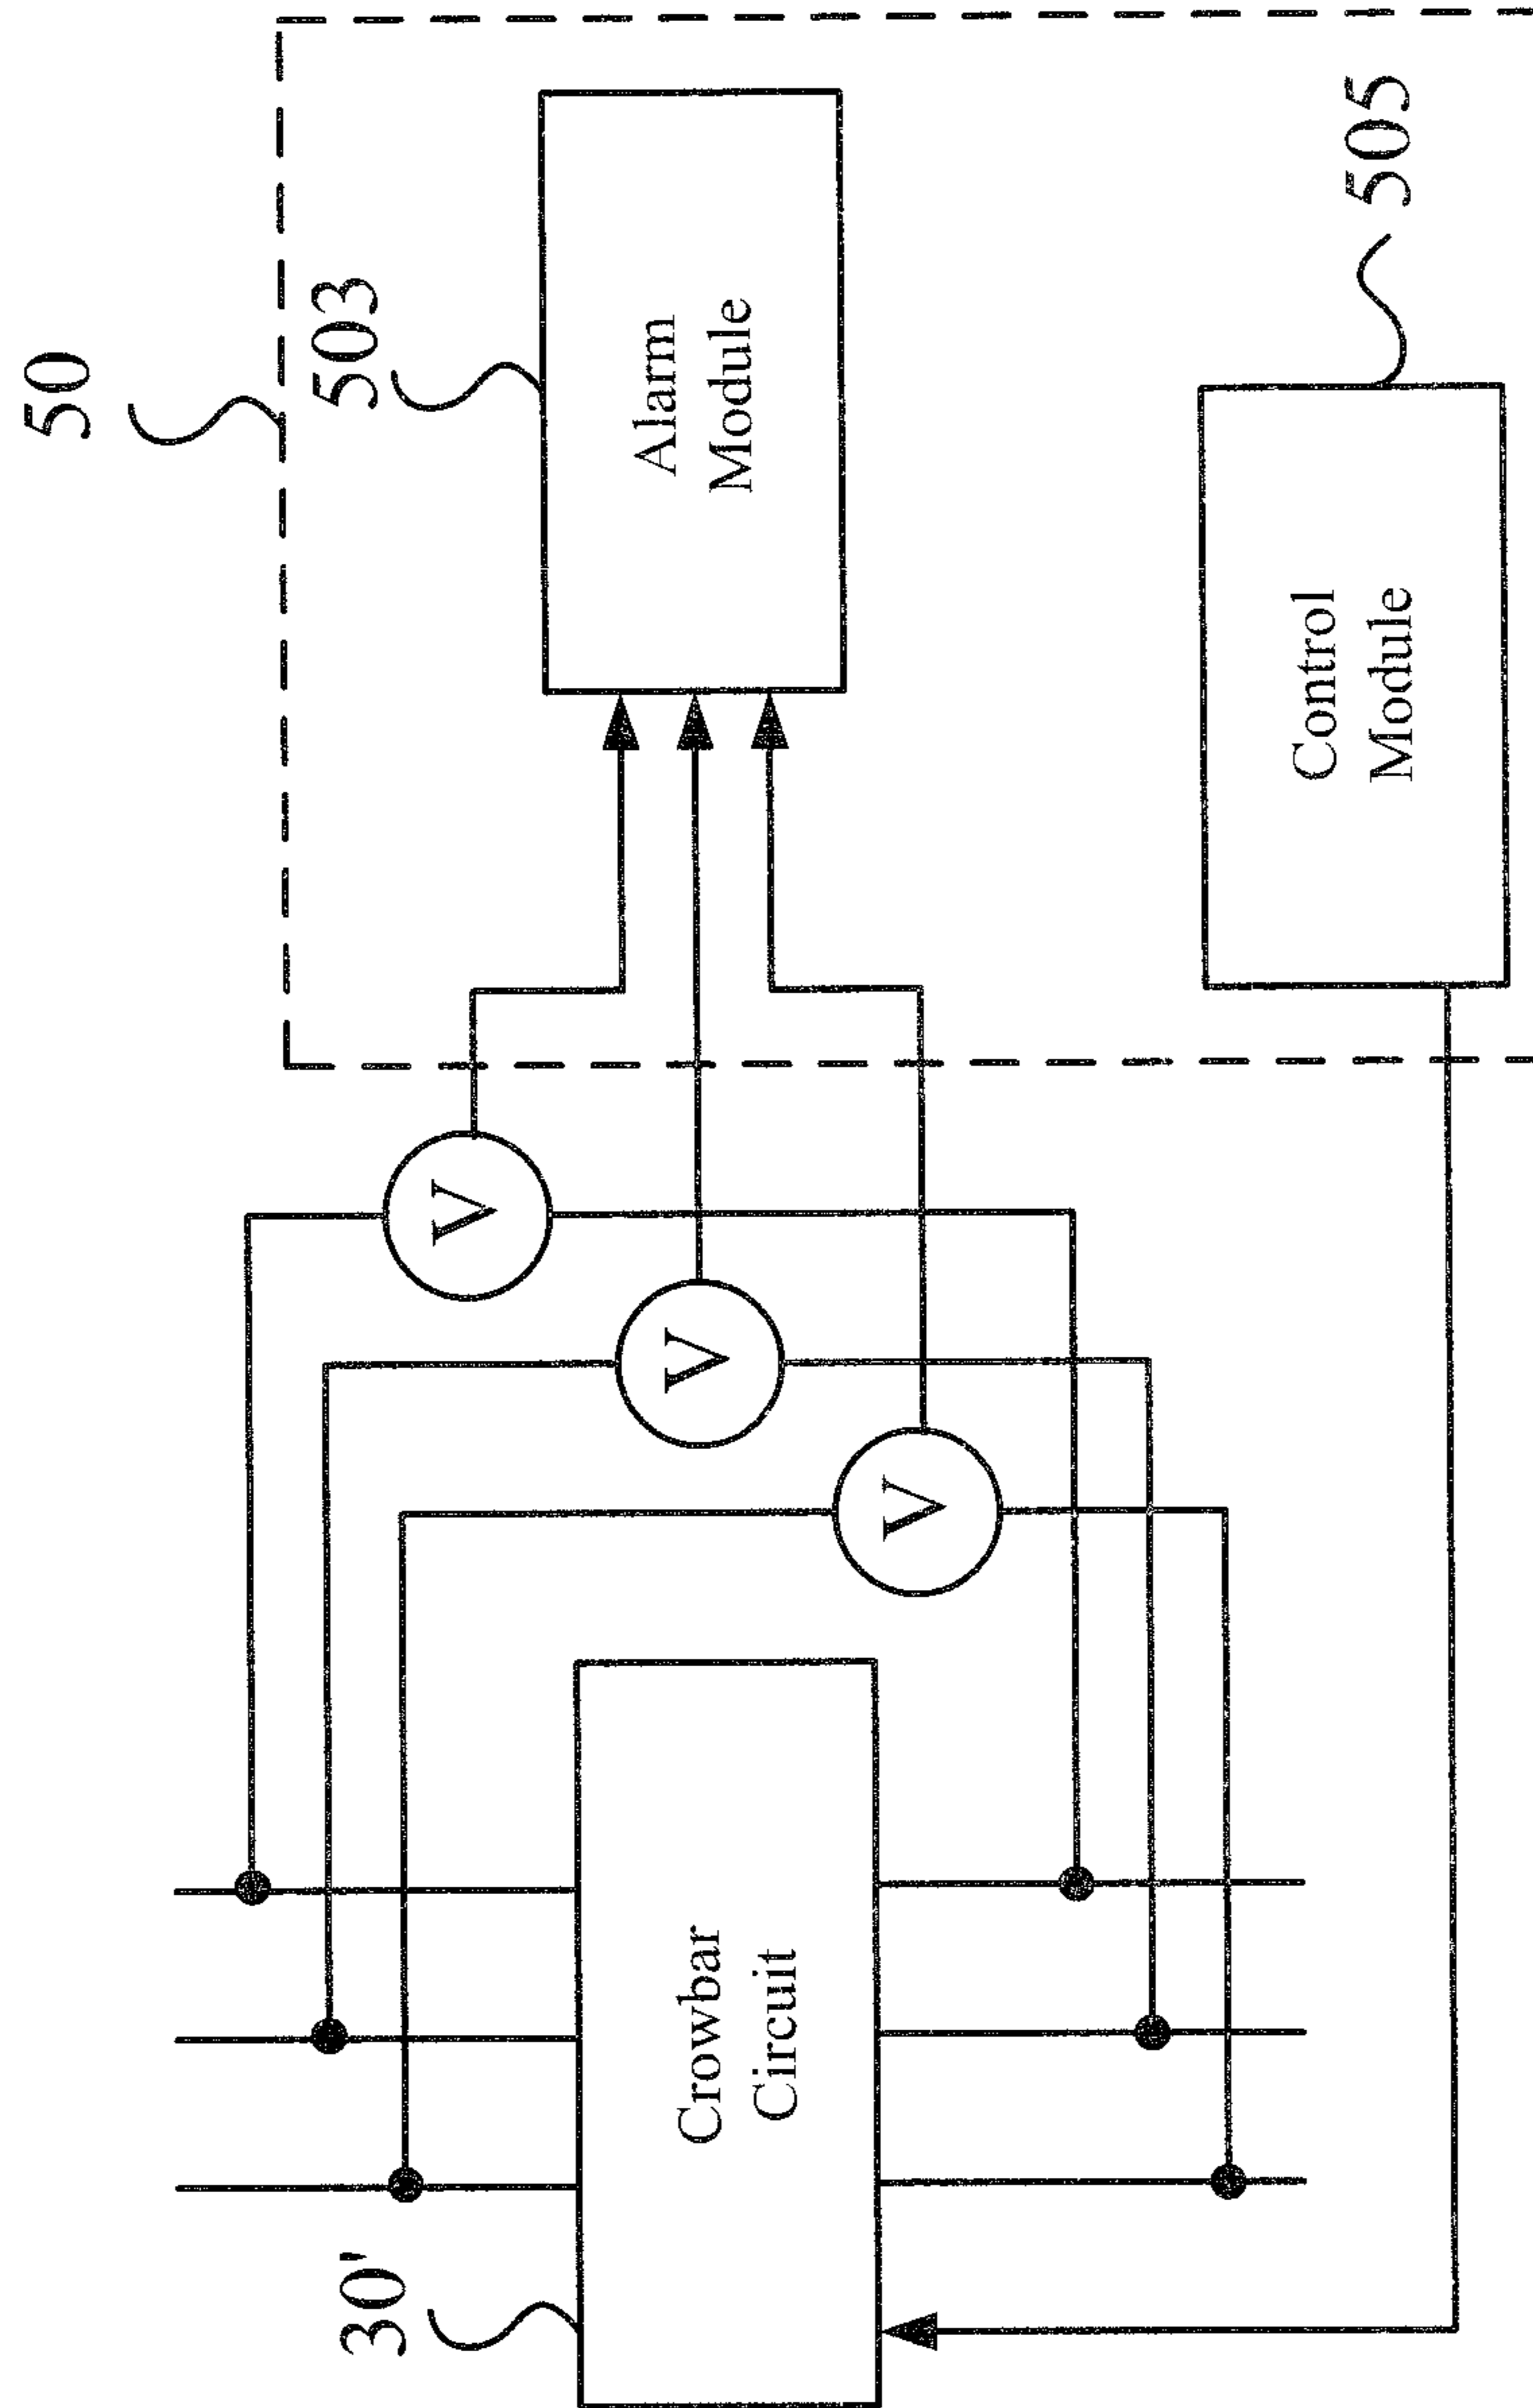 50
503
Alarm
Module
505
Control
Module
V
V
V
30'
Crowbar
Circuit